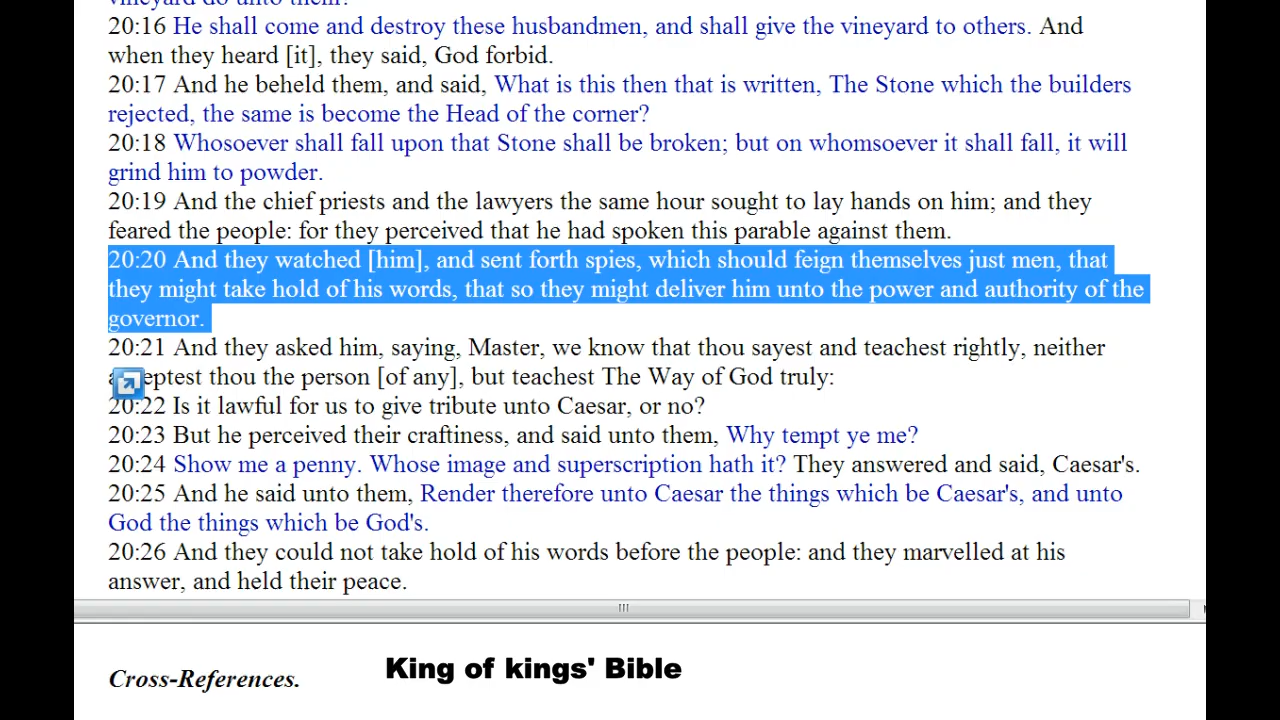 vineyard do unto them?
20:16 He shall come and destroy these husbandmen, and shall give the vineyard to others. And
when they heard [it], they said, God forbid.
20:17 And he beheld them, and said, What is this then that is written, The Stone which the builders
rejected, the same is become the Head of the corner?
20:18 Whosoever shall fall upon that Stone shall be broken; but on whomsoever it shall fall, it will
grind him to powder.
20:19 And the chief priests and the lawyers the same hour sought to lay hands on him; and they
feared the people: for they perceived that he had spoken this parable against them.
20:20 And they watched [him], and sent forth spies, which should feign themselves just men, that
they might take hold of his words, that so they might deliver him unto the power and authority of the
governor.
20:21 And they asked him, saying, Master, we know that thou sayest and teachest rightly, neither
acceptest thou the person [of any], but teachest The Way of God truly:
20:22 Is it lawful for us to give tribute unto Caesar, or no?
20:23 But he perceived their craftiness, and said unto them, Why tempt ye me?
20:24 Show me a penny. Whose image and superscription hath it? They answered and said, Caesar's.
20:25 And he said unto them, Render therefore unto Caesar the things which be Caesar's, and unto
God the things which be God's.
20:26 And they could not take hold of his words before the people: and they marvelled at his
answer, and held their peace.
Cross-References.
King of kings' Bible